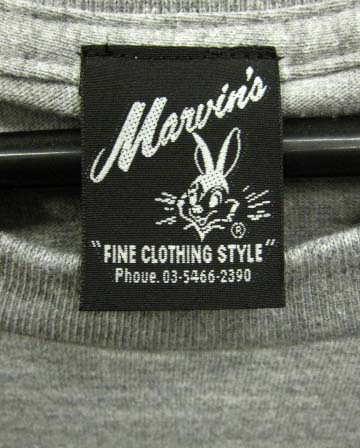 Marvin's
®
"FINE CLOTHING STYLE"
Phoue. 03-5466-2390